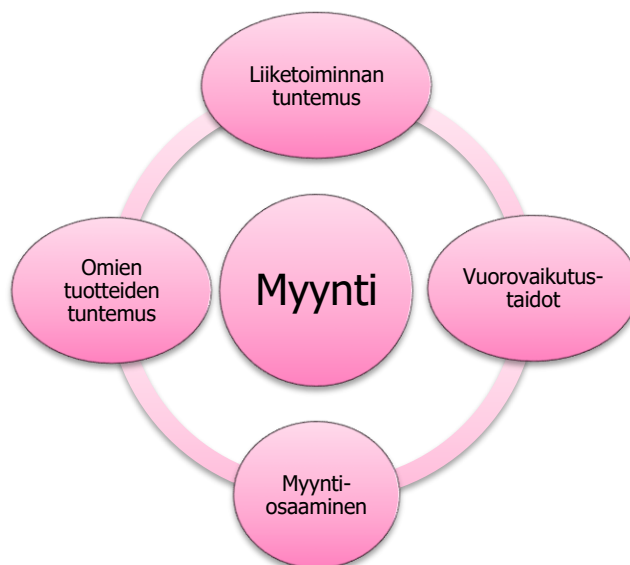 Liiketoiminnan
tuntemus
Omien
tuotteiden
tuntemus
Myynti
Vuorovaikutus-
taidot
Myynti-
osaaminen